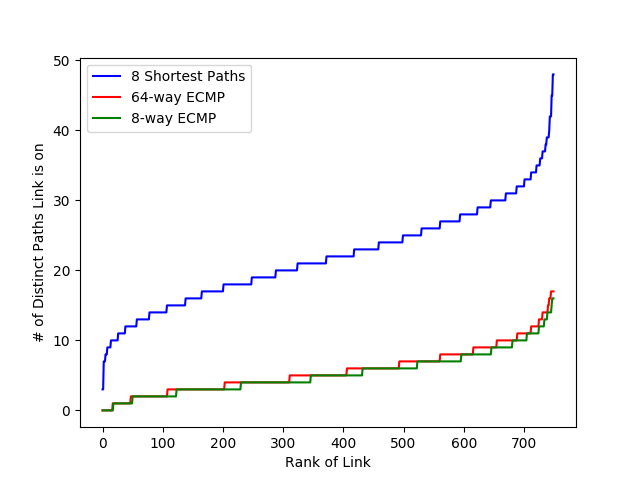 50
40
30
20
10
0
# of Distinct Paths Link is on
8 Shortest Paths
64-way ECMP
8-way ECMP
0 100 200 300 400 500 600 700
Rank of Link